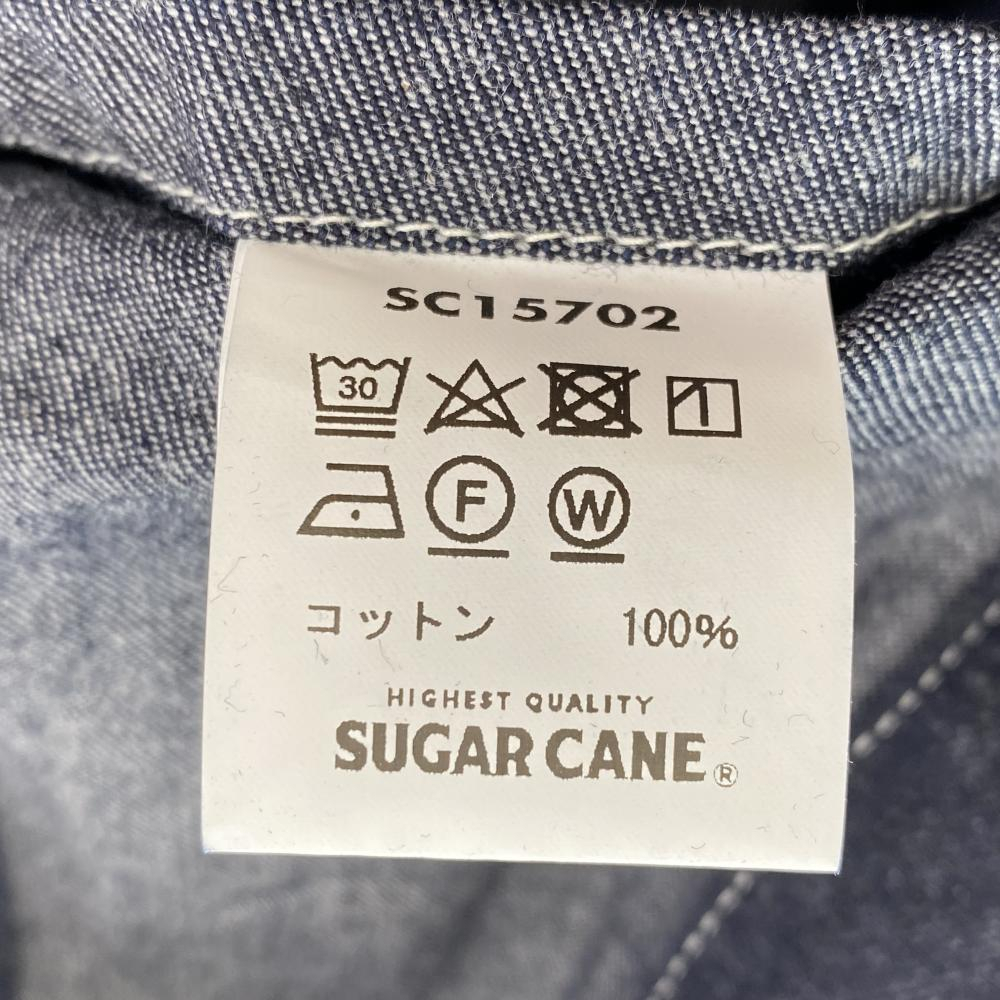 SC15702
30
F W
コットン 100%
HIGHEST QUALITY
SUGAR CANE®